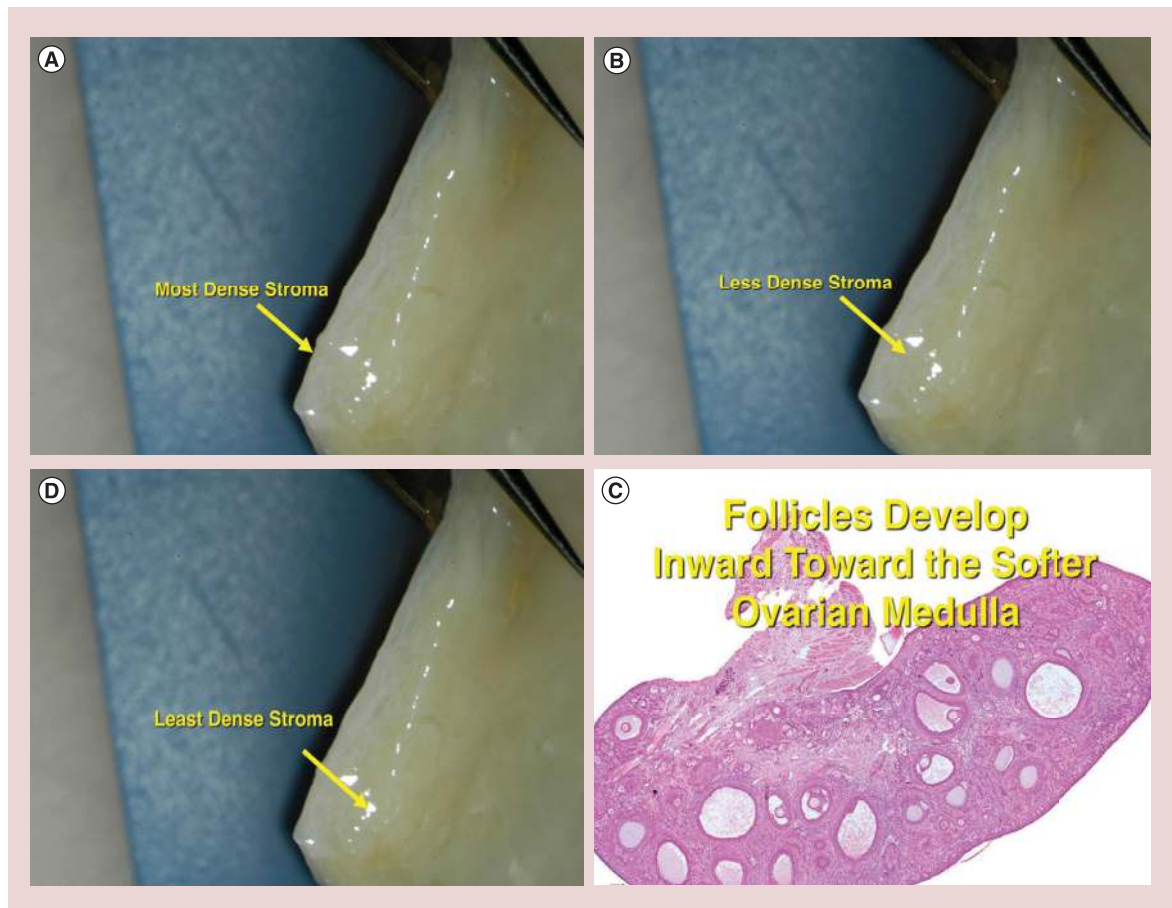 A
Most Dense Stroma
B
Less Dense Stroma
D
Least Dense Stroma
C
Follicles Develop
Inward Toward the Softer
Ovarian Medulla